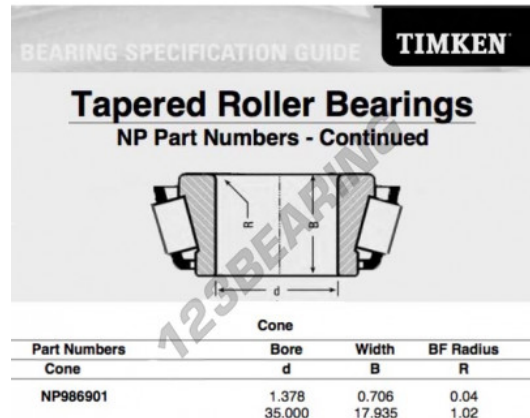 BEARING SPECIFICATION GUIDE
TIMKEN
Tapered Roller Bearings
NP Part Numbers - Continued
R
B
d
123BEARING
Cone
Part Numbers Bore Width BF Radius
Cone d B R
NP986901 1.378 0.706 0.04
35.000 17.935 1.02